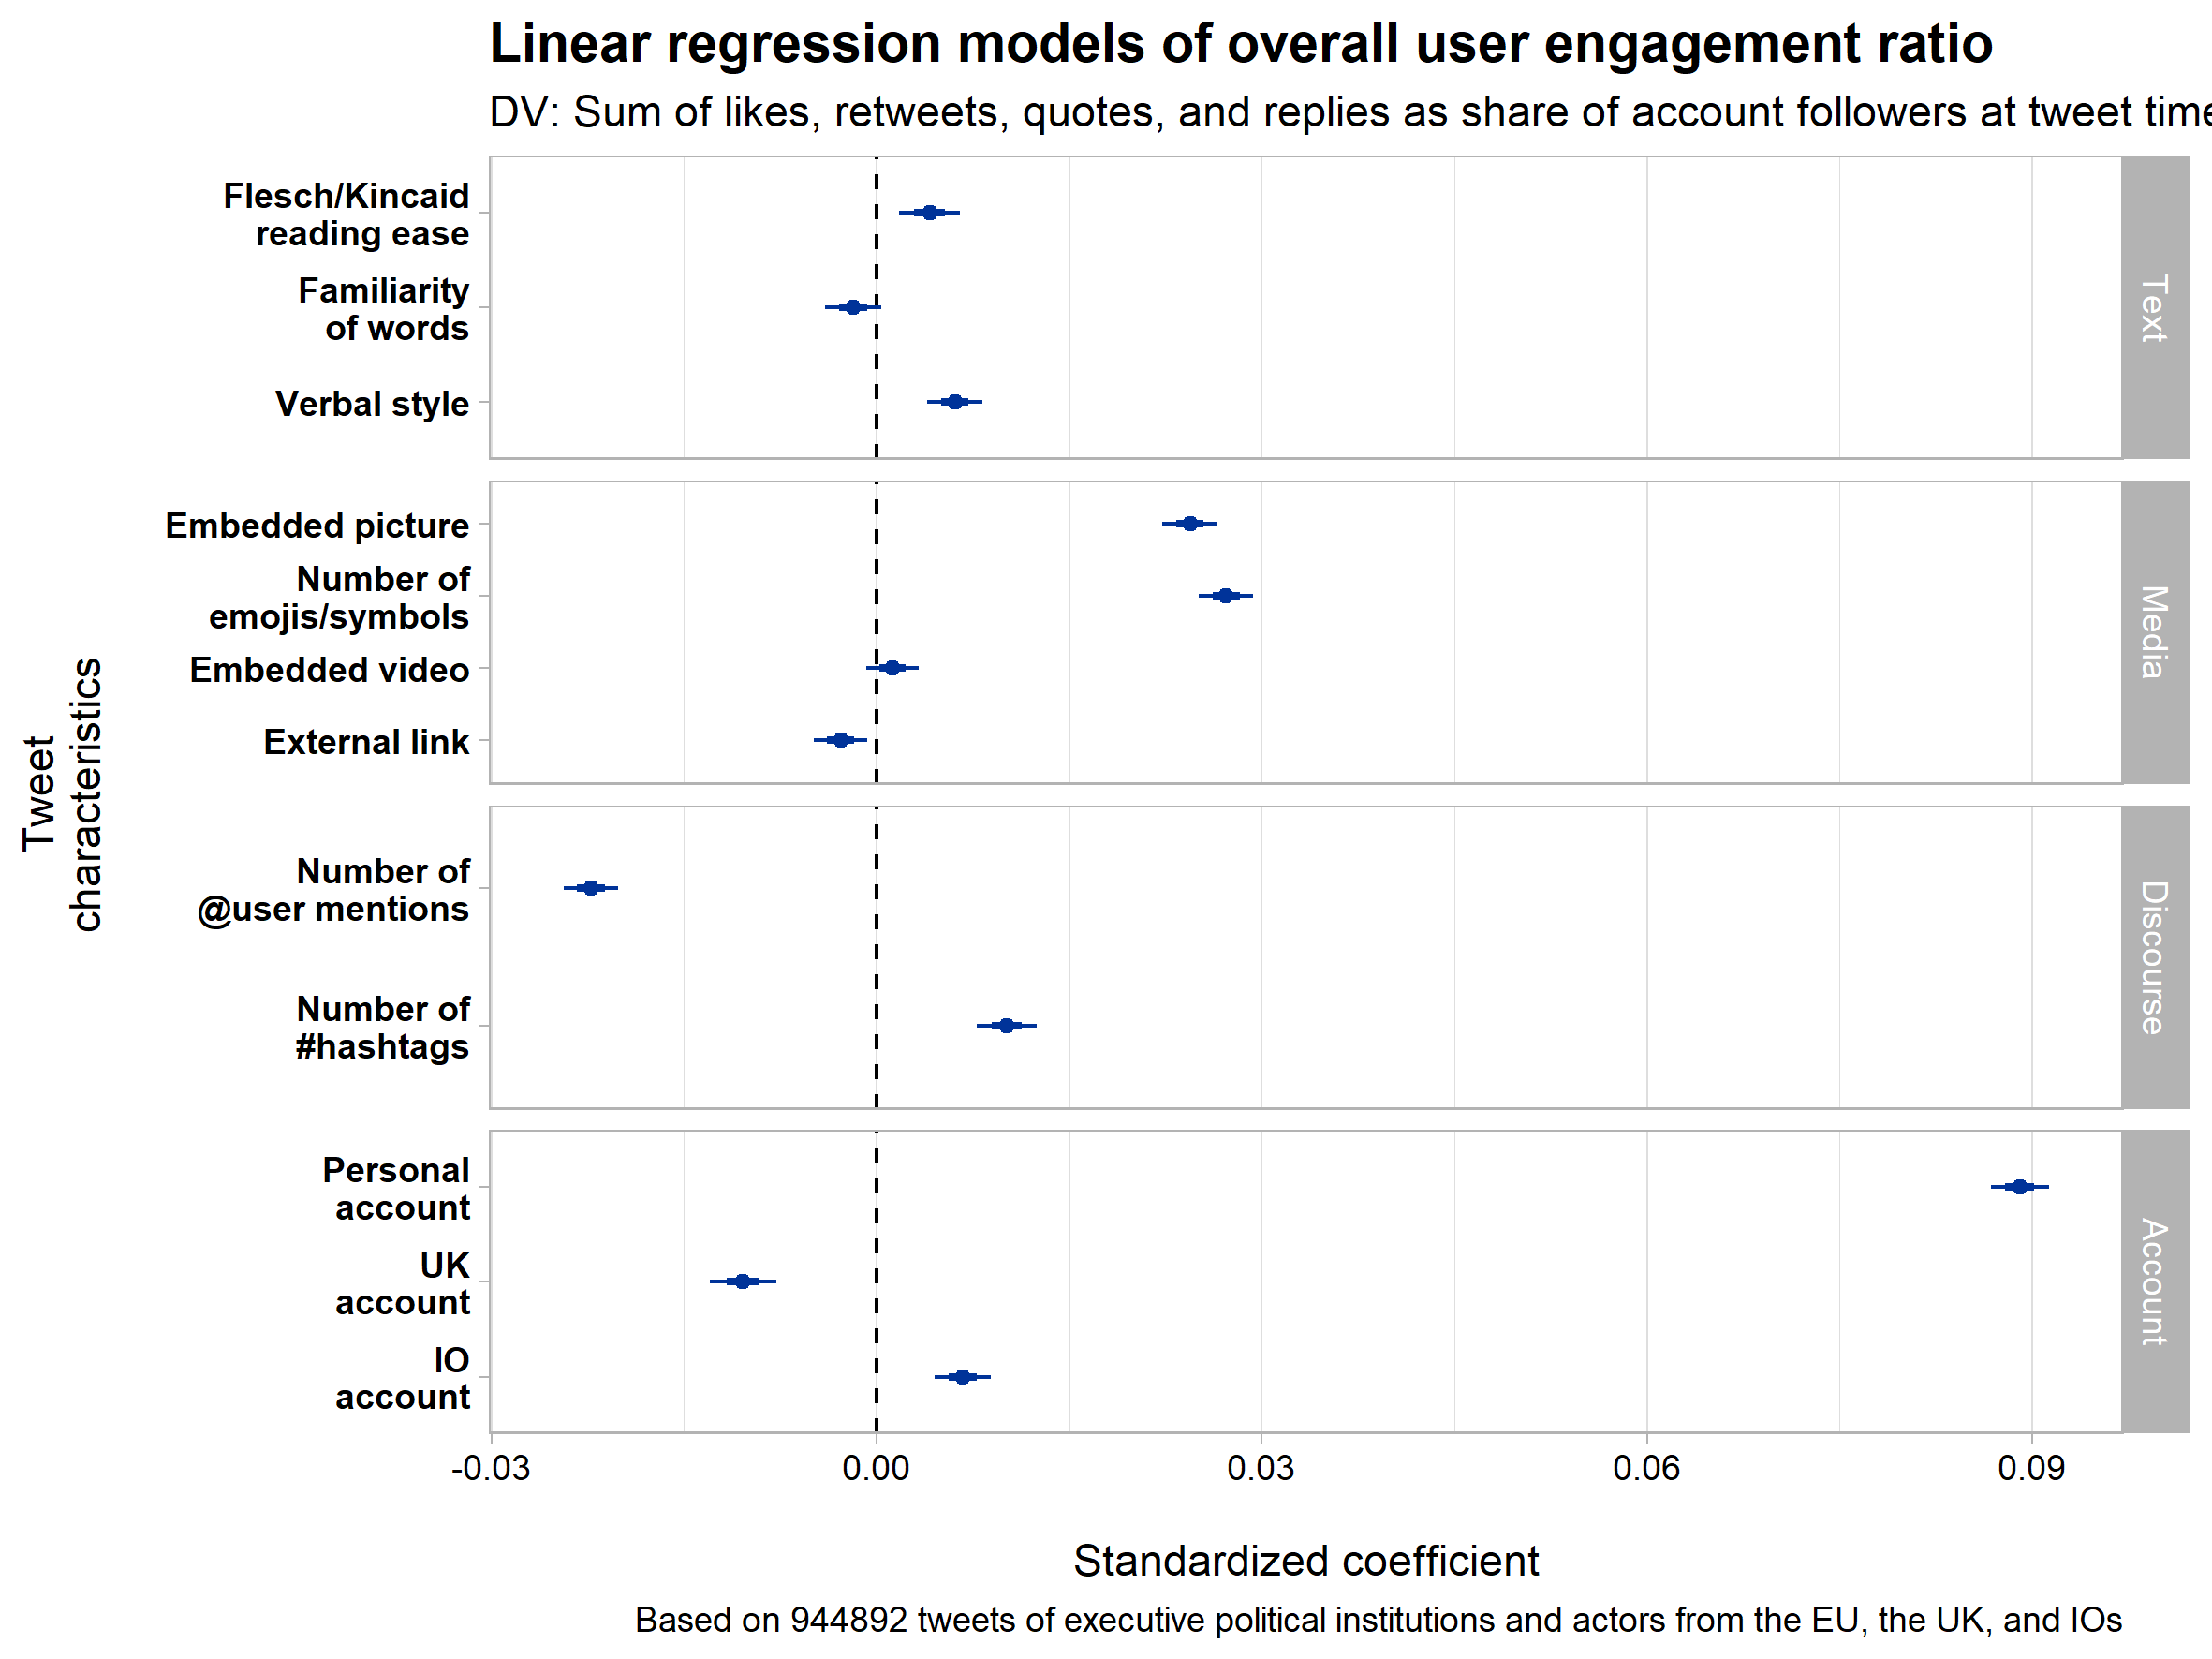 Linear regression models of overall user engagement ratio
DV: Sum of likes, retweets, quotes, and replies as share of account followers at tweet time
Flesch/Kincaid
reading ease
Familiarity
of words
Verbal style
Text
Embedded picture
Number of
emojis/symbols
Embedded video
External link
Media
Tweet
characteristics
Number of
@user mentions
Number of
#hashtags
Discourse
Personal
account
UK
account
IO
account
Account
-0.03 0.00 0.03 0.06 0.09
Standardized coefficient
Based on 944892 tweets of executive political institutions and actors from the EU, the UK, and IOs